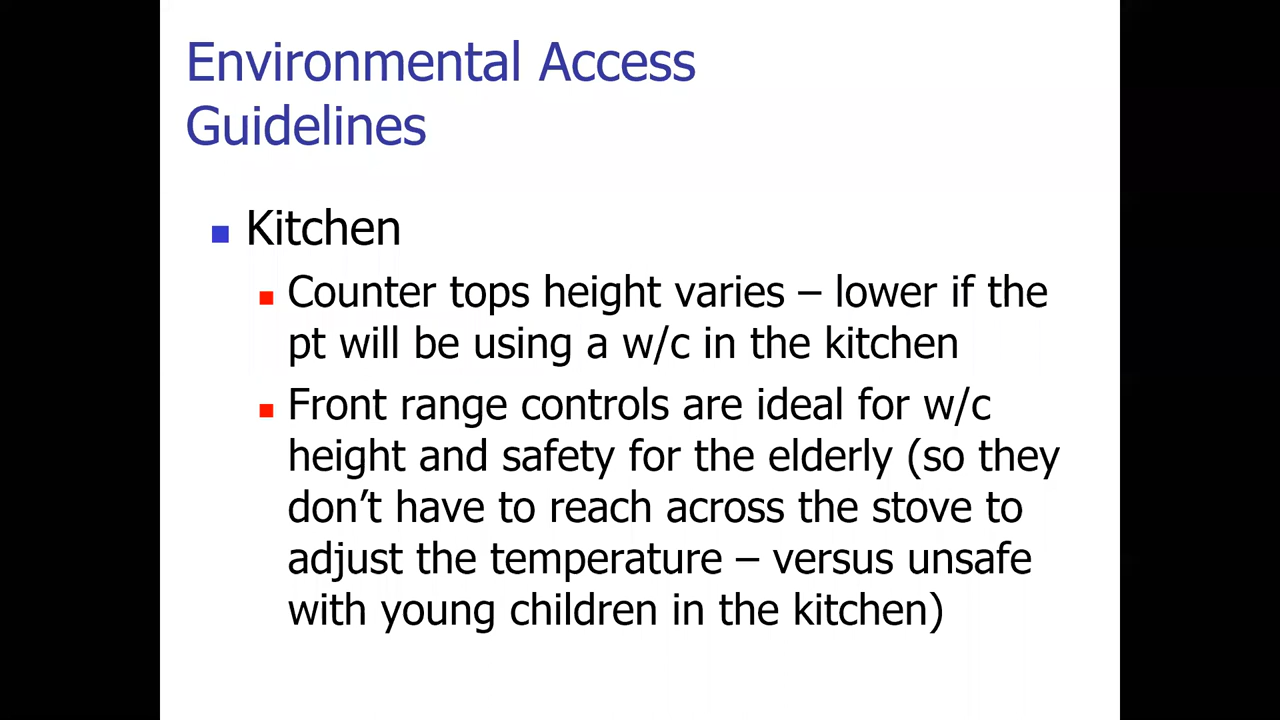 Environmental Access
Guidelines
Kitchen
Counter tops height varies – lower if the
pt will be using a w/c in the kitchen
Front range controls are ideal for w/c
height and safety for the elderly (so they
don’t have to reach across the stove to
adjust the temperature – versus unsafe
with young children in the kitchen)